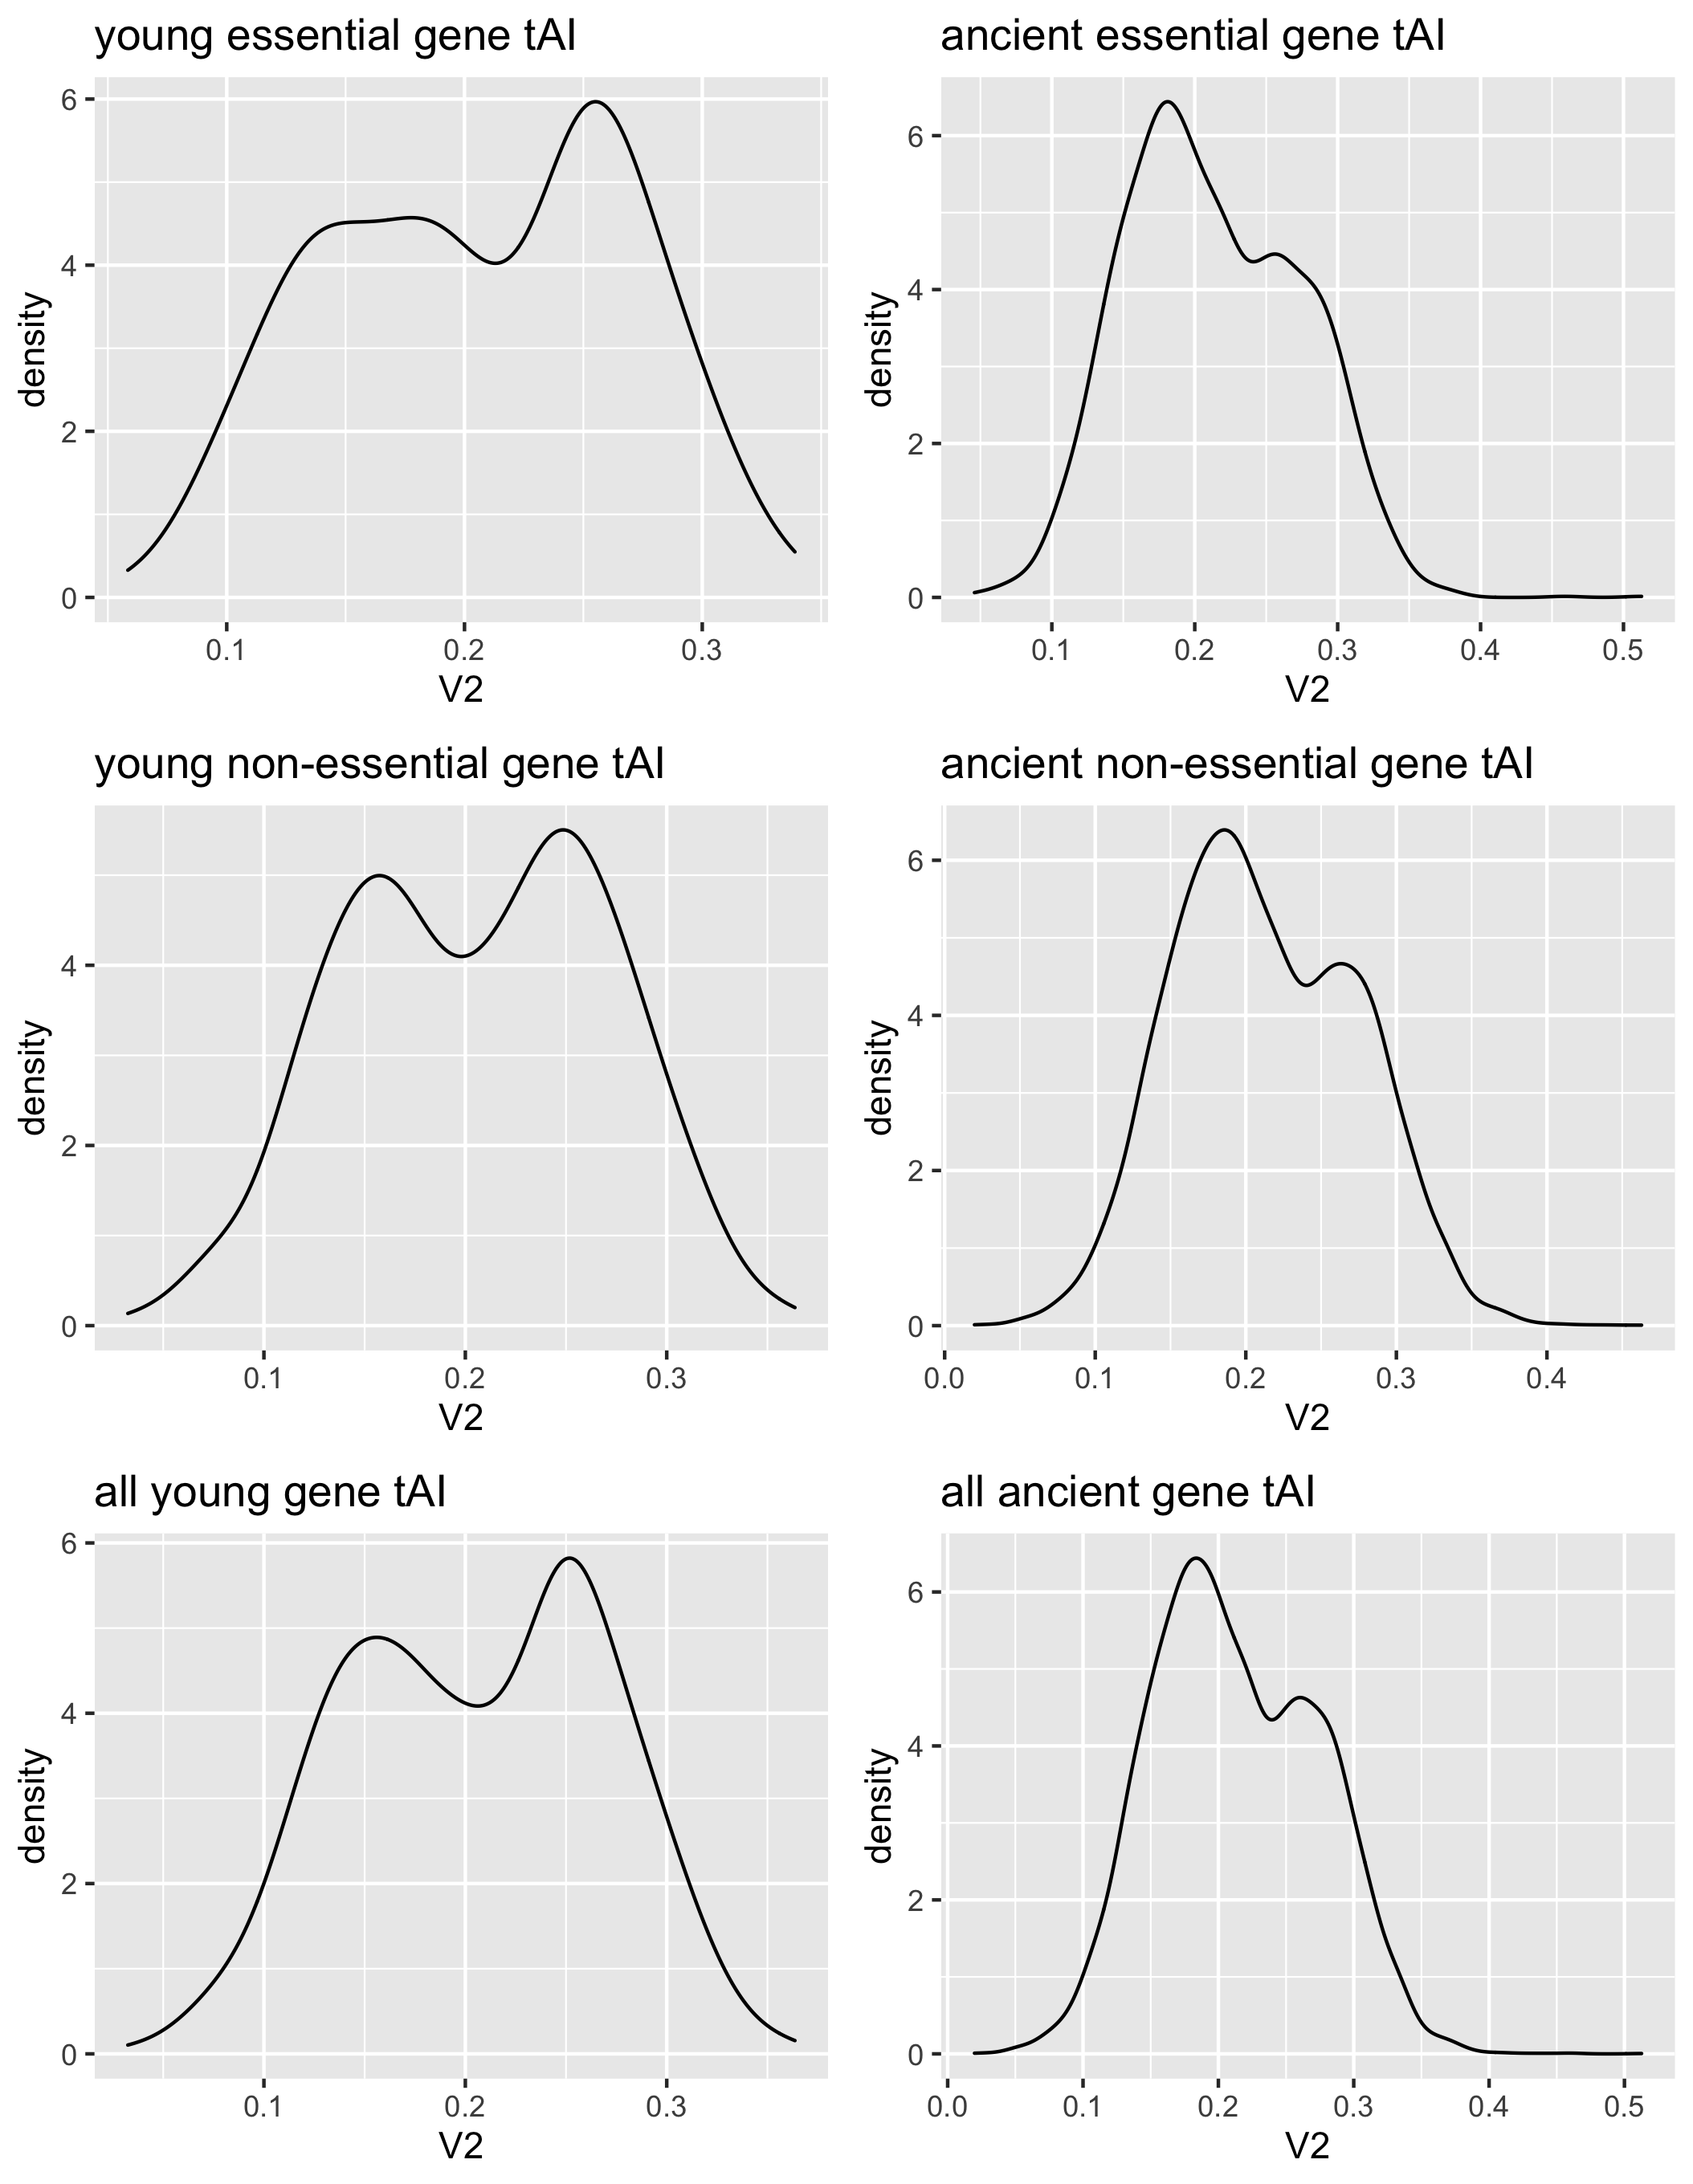 young essential gene tAI
6
4
2
0
density
0.1 0.2 0.3
V2
ancient essential gene tAI
6
4
2
0
density
0.1 0.2 0.3 0.4 0.5
V2
young non-essential gene tAI
4
2
0
density
0.1 0.2 0.3
V2
ancient non-essential gene tAI
6
4
2
0
density
0.0 0.1 0.2 0.3 0.4
V2
all young gene tAI
6
4
2
0
density
0.1 0.2 0.3
V2
all ancient gene tAI
6
4
2
0
density
0.0 0.1 0.2 0.3 0.4 0.5
V2